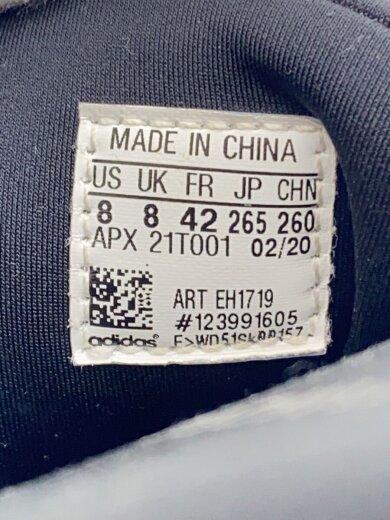 MADE IN CHINA
US UK FR JP CHN
8 8 42 265 260
APX 21T001 02/20
ART EH1719
#123991605
adidas